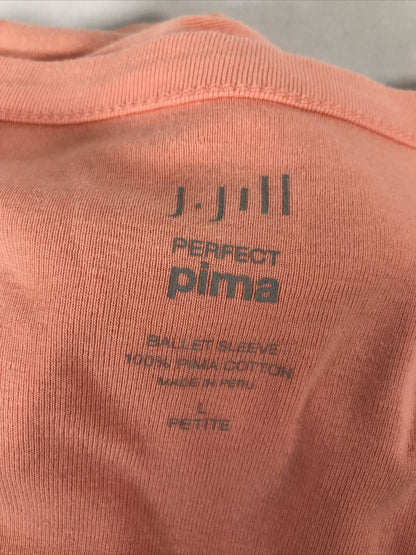 J.Jill
PERFECT
pima
BALLET SLEEVE
100% PIMA COTTON
MADE IN PERU
L
PETITE